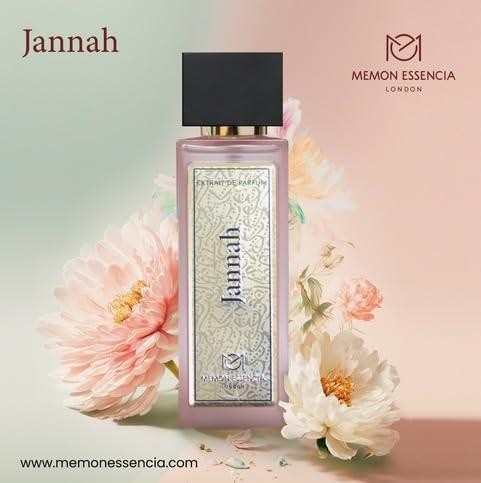 Jannah
MEMON ESSENCIA
LONDON
EXTRAIT DE PARFUM
Jannah
MEMON ESSENCIA
www.memonessencia.com